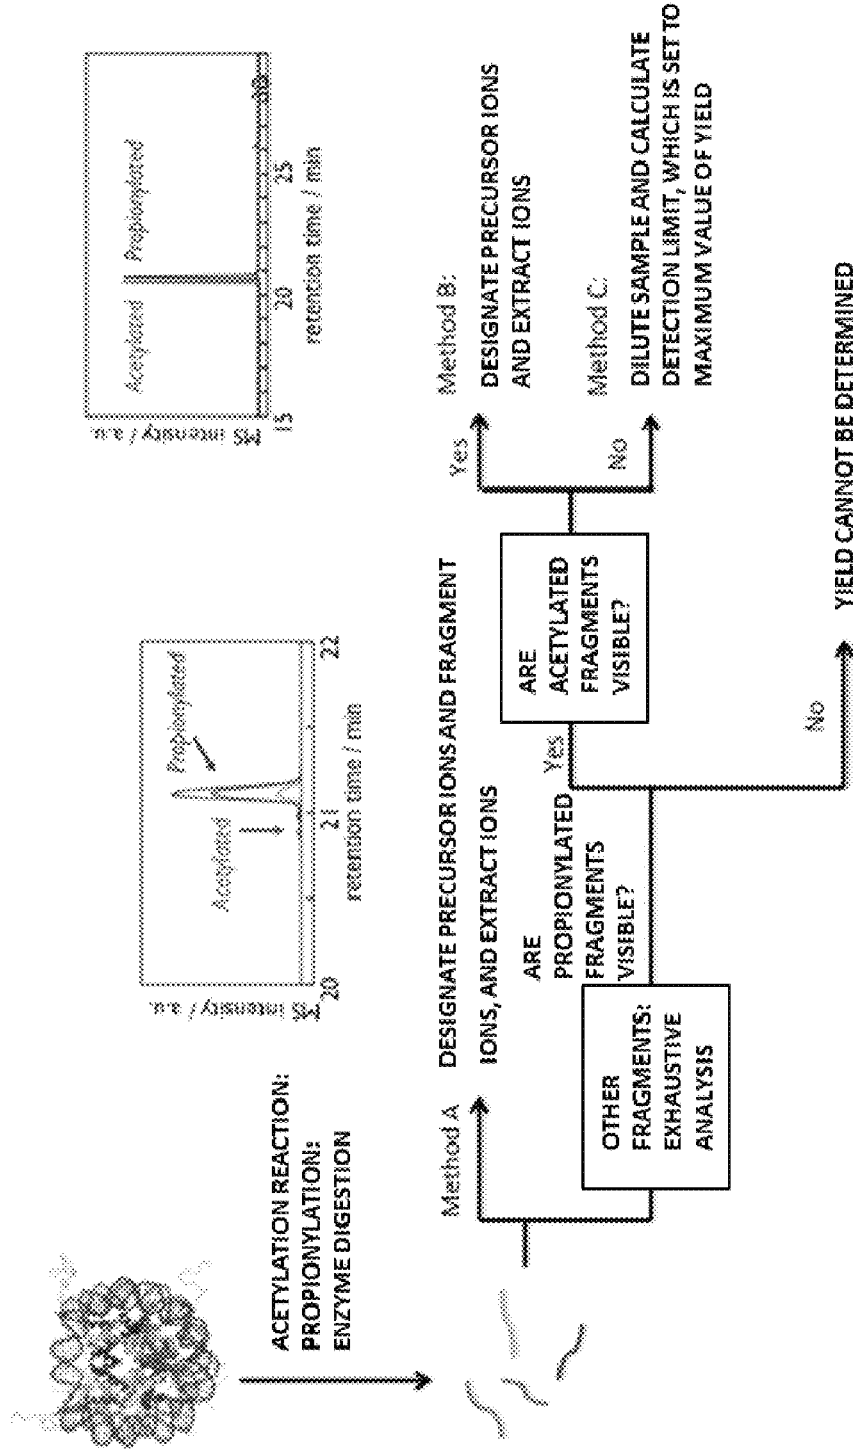 ACETYLATION REACTION:
PROPIONYLATION:
ENZYME DIGESTION
MS intensity / a.u.
Acetylated
Propionylated
20
21
22
retention time / min
MS intensity / a.u.
Acetylated
Propionylated
15
20
25
30
retention time / min
Method A
DESIGNATE PRECURSOR IONS AND FRAGMENT
IONS, AND EXTRACT IONS
OTHER
FRAGMENTS:
EXHAUSTIVE
ANALYSIS
ARE
PROPIONYLATED
FRAGMENTS
VISIBLE?
Yes
No
ARE
ACETYLATED
FRAGMENTS
VISIBLE?
Yes
No
Method B:
DESIGNATE PRECURSOR IONS
AND EXTRACT IONS
Method C:
DILUTE SAMPLE AND CALCULATE
DETECTION LIMIT, WHICH IS SET TO
MAXIMUM VALUE OF YIELD
YIELD CANNOT BE DETERMINED